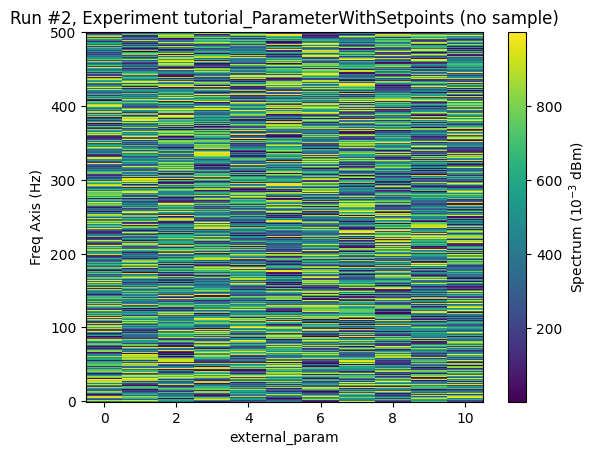 Run #2, Experiment tutorial_ParameterWithSetpoints (no sample)
500
400
300
200
100
0
Freq Axis (Hz)
0 2 4 6 8 10
external_param
800
600
400
200
Spectrum (10⁻³ dBm)